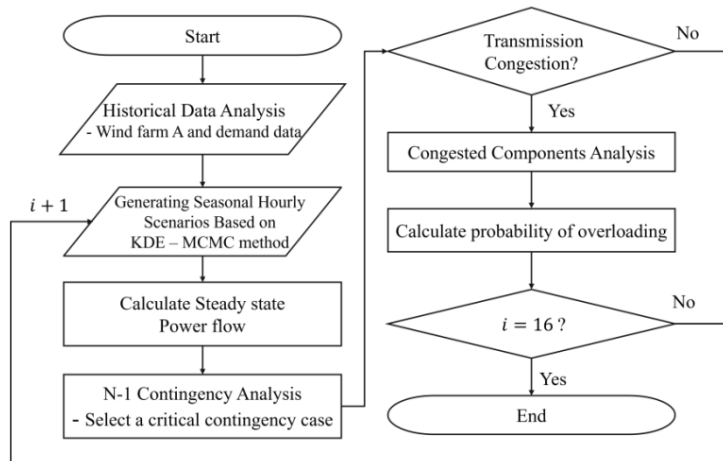 Start
Historical Data Analysis
- Wind farm A and demand data
i + 1
Generating Seasonal Hourly
Scenarios Based on
KDE – MCMC method
Calculate Steady state
Power flow
N-1 Contingency Analysis
- Select a critical contingency case
Transmission
Congestion?
No
Yes
Congested Components Analysis
Calculate probability of overloading
i = 16 ?
No
Yes
End